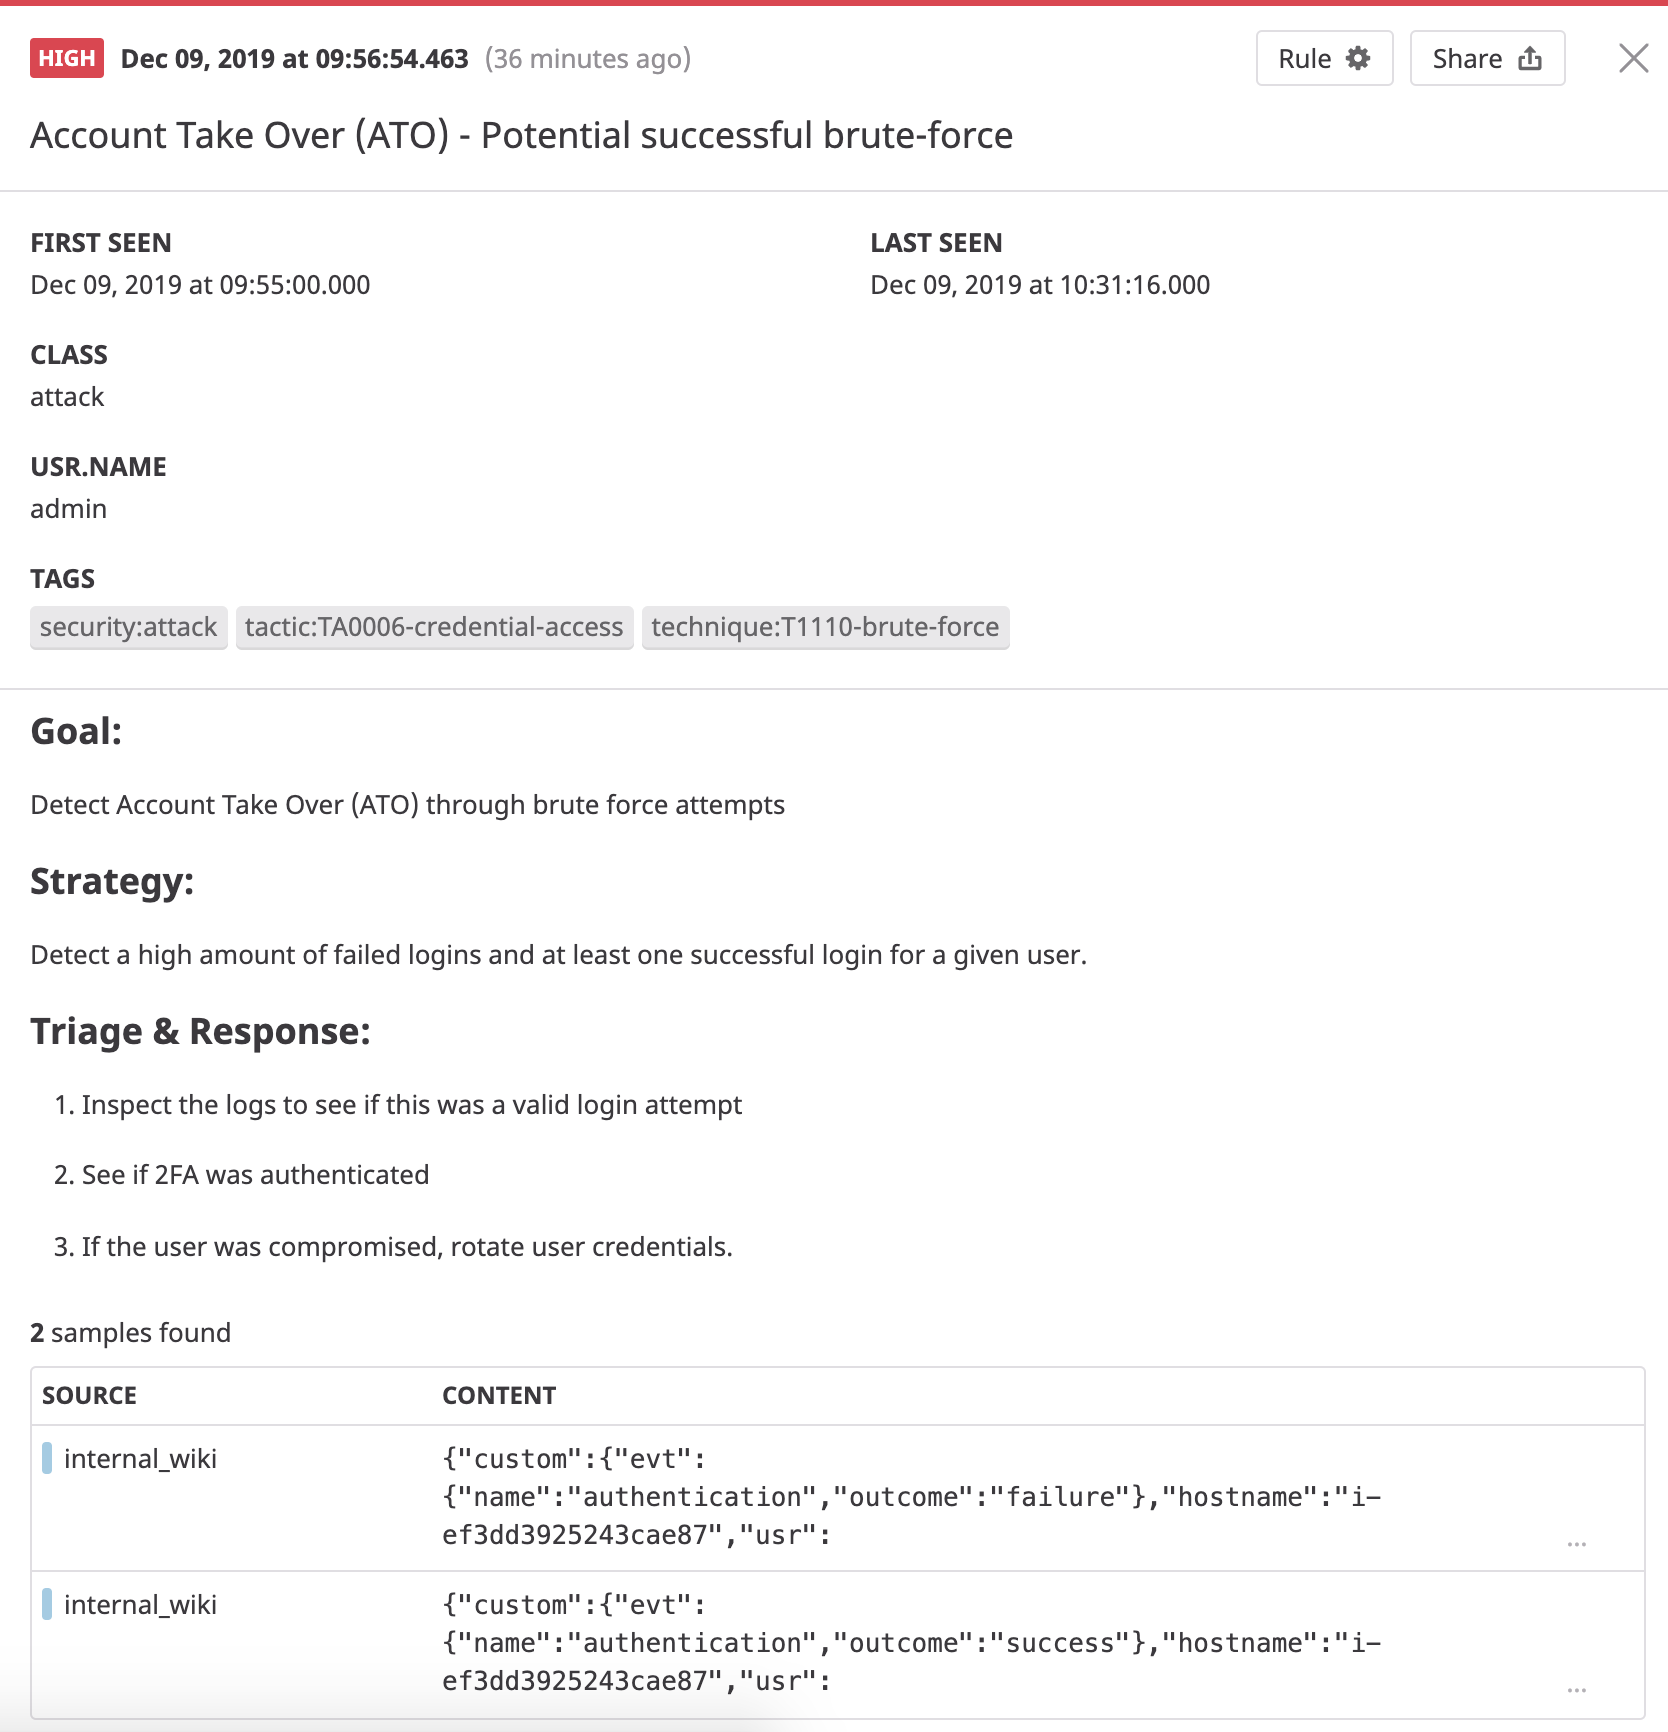 HIGH Dec 09, 2019 at 09:56:54.463 (36 minutes ago) Rule Share
Account Take Over (ATO) - Potential successful brute-force
FIRST SEEN LAST SEEN
Dec 09, 2019 at 09:55:00.000 Dec 09, 2019 at 10:31:16.000
CLASS
attack
USR.NAME
admin
TAGS
security:attack tactic:TA0006-credential-access technique:T1110-brute-force
Goal:
Detect Account Take Over (ATO) through brute force attempts
Strategy:
Detect a high amount of failed logins and at least one successful login for a given user.
Triage & Response:
1. Inspect the logs to see if this was a valid login attempt
2. See if 2FA was authenticated
3. If the user was compromised, rotate user credentials.
2 samples found
SOURCE CONTENT
internal_wiki {"custom":{"evt":
{"name":"authentication","outcome":"failure"},"hostname":"i-
ef3dd3925243cae87","usr": ...
internal_wiki {"custom":{"evt":
{"name":"authentication","outcome":"success"},"hostname":"i-
ef3dd3925243cae87","usr": ...